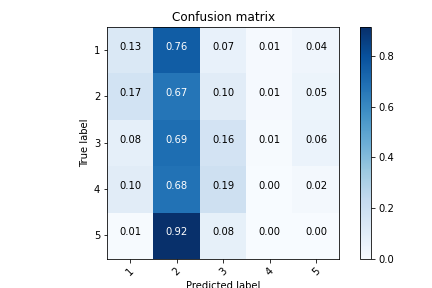 Confusion matrix
True label
1 0.13 0.76 0.07 0.01 0.04
2 0.17 0.67 0.10 0.01 0.05
3 0.08 0.69 0.16 0.01 0.06
4 0.10 0.68 0.19 0.00 0.02
5 0.01 0.92 0.08 0.00 0.00
1 2 3 4 5
Predicted label
0.8
0.6
0.4
0.2
0.0